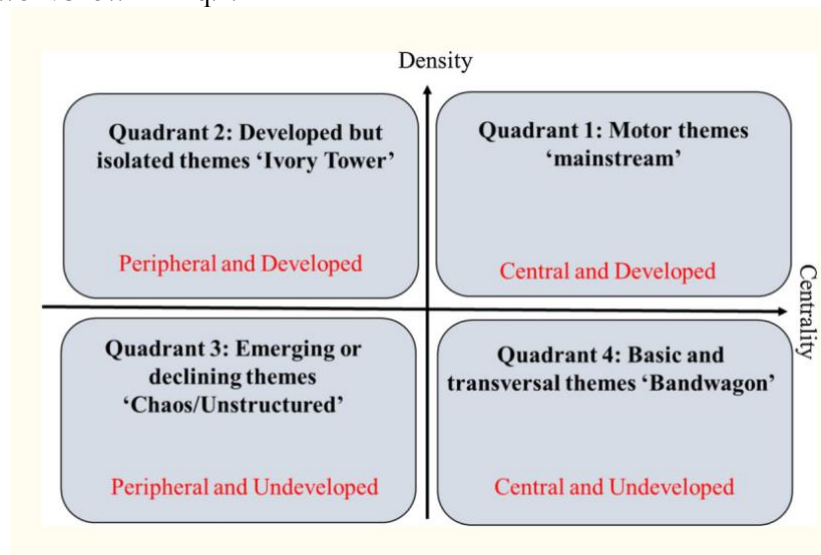 Density
Quadrant 2: Developed but
isolated themes ‘Ivory Tower’
Peripheral and Developed
Quadrant 1: Motor themes
‘mainstream’
Central and Developed
Centrality
Quadrant 3: Emerging or
declining themes
‘Chaos/Unstructured’
Peripheral and Undeveloped
Quadrant 4: Basic and
transversal themes ‘Bandwagon’
Central and Undeveloped